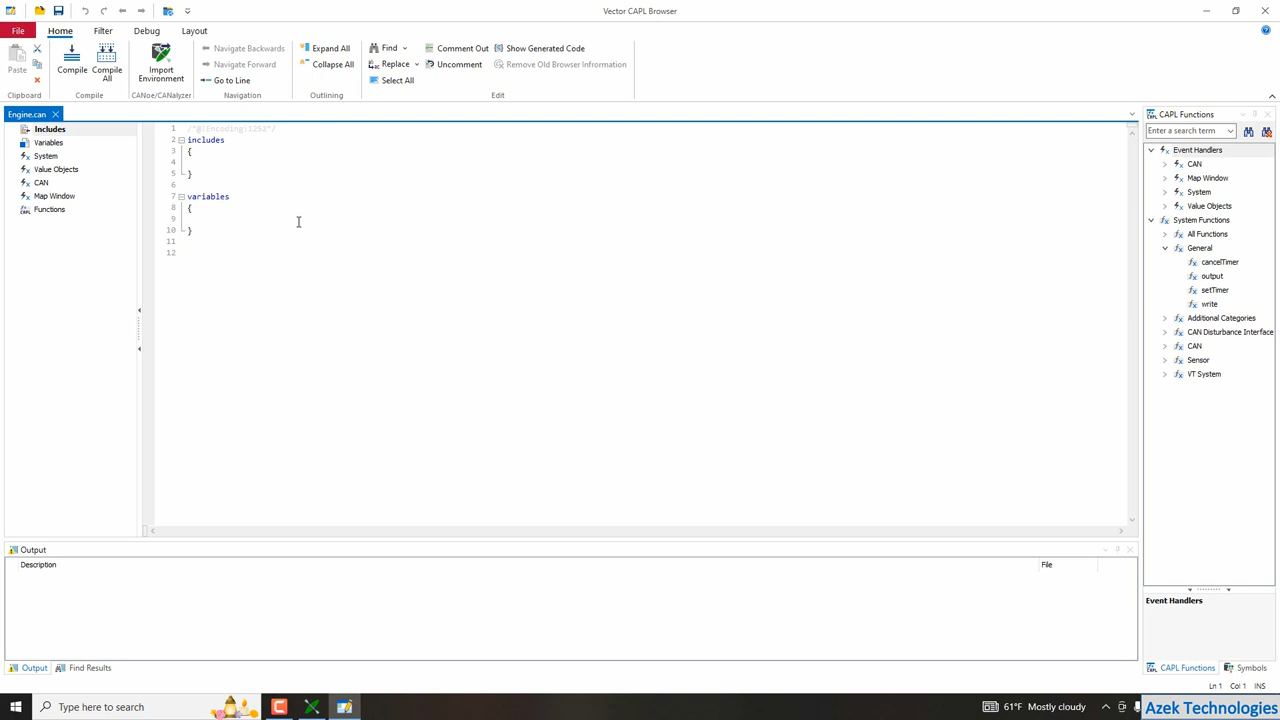 Vector CAPL Browser
File Home Filter Debug Layout
Paste
Clipboard
Compile
Compile
All
Compile
Import
Environment
CANoe/CANalyzer
Navigate Backwards
Navigate Forward
Go to Line
Navigation
Expand All
Collapse All
Outlining
Find
Replace
Select All
Comment Out
Uncomment
Show Generated Code
Remove Old Browser Information
Edit
Engine.can
Includes
Variables
System
Value Objects
CAN
Map Window
Functions
1 /*@!Encoding:1252*/
2 includes
3 {
4
5 }
6
7 variables
8 {
9
10 }
11
12
CAPL Functions
Enter a search term
Event Handlers
CAN
Map Window
System
Value Objects
System Functions
All Functions
General
cancelTimer
output
setTimer
write
Additional Categories
CAN Disturbance Interface
CAN
Sensor
VT System
Event Handlers
CAPL Functions Symbols
Output
Description File
Output Find Results
Ln 1 Col 1 INS
Type here to search
61°F Mostly cloudy
Azek Technologies